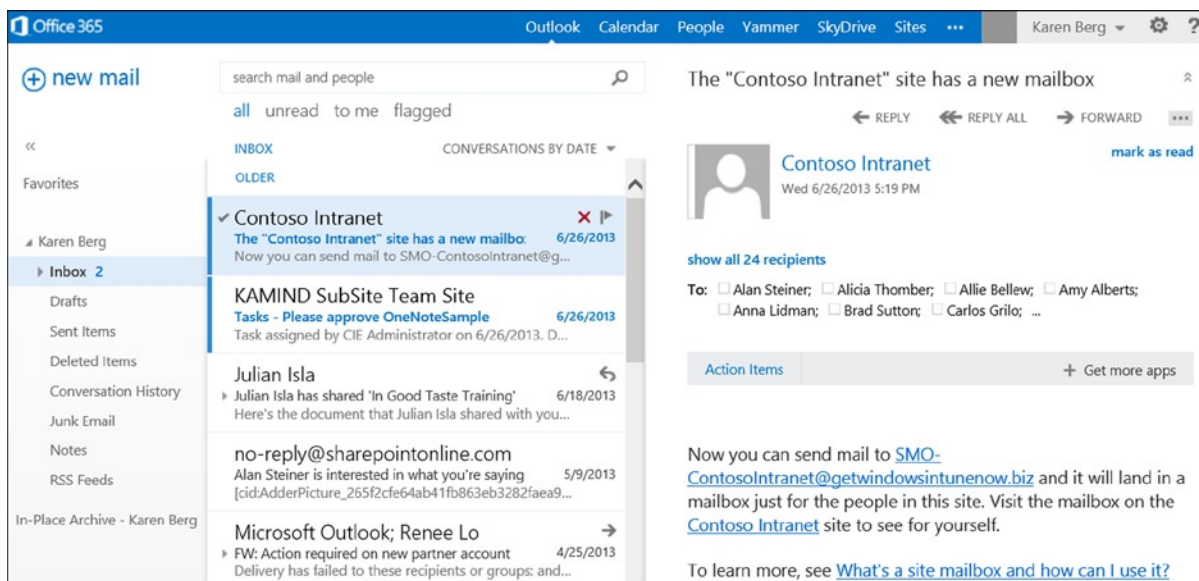 Office 365
Outlook Calendar People Yammer SkyDrive Sites ••• Karen Berg ?
new mail
«
Favorites
Karen Berg
Inbox 2
Drafts
Sent Items
Deleted Items
Conversation History
Junk Email
Notes
RSS Feeds
In-Place Archive - Karen Berg
search mail and people
all unread to me flagged
INBOX CONVERSATIONS BY DATE
OLDER
Contoso Intranet
The "Contoso Intranet" site has a new mailbo: 6/26/2013
Now you can send mail to SMO-ContosoIntranet@g...
KAMIND SubSite Team Site
Tasks - Please approve OneNoteSample 6/26/2013
Task assigned by CIE Administrator on 6/26/2013. D...
Julian Isla
Julian Isla has shared 'In Good Taste Training' 6/18/2013
Here's the document that Julian Isla shared with you...
no-reply@sharepointonline.com
Alan Steiner is interested in what you're saying 5/9/2013
[cid:AdderPicture_265f2cfe64ab41fb863eb3282faea9...
Microsoft Outlook; Renee Lo
FW: Action required on new partner account 4/25/2013
Delivery has failed to these recipients or groups: and...
The "Contoso Intranet" site has a new mailbox
REPLY REPLY ALL FORWARD •••
mark as read
Contoso Intranet
Wed 6/26/2013 5:19 PM
show all 24 recipients
To: Alan Steiner; Alicia Thomber; Allie Bellew; Amy Alberts;
Anna Lidman; Brad Sutton; Carlos Grilo; ...
Action Items + Get more apps
Now you can send mail to SMO-
ContosoIntranet@getwindowsintunenow.biz and it will land in a
mailbox just for the people in this site. Visit the mailbox on the
Contoso Intranet site to see for yourself.
To learn more, see What's a site mailbox and how can I use it?